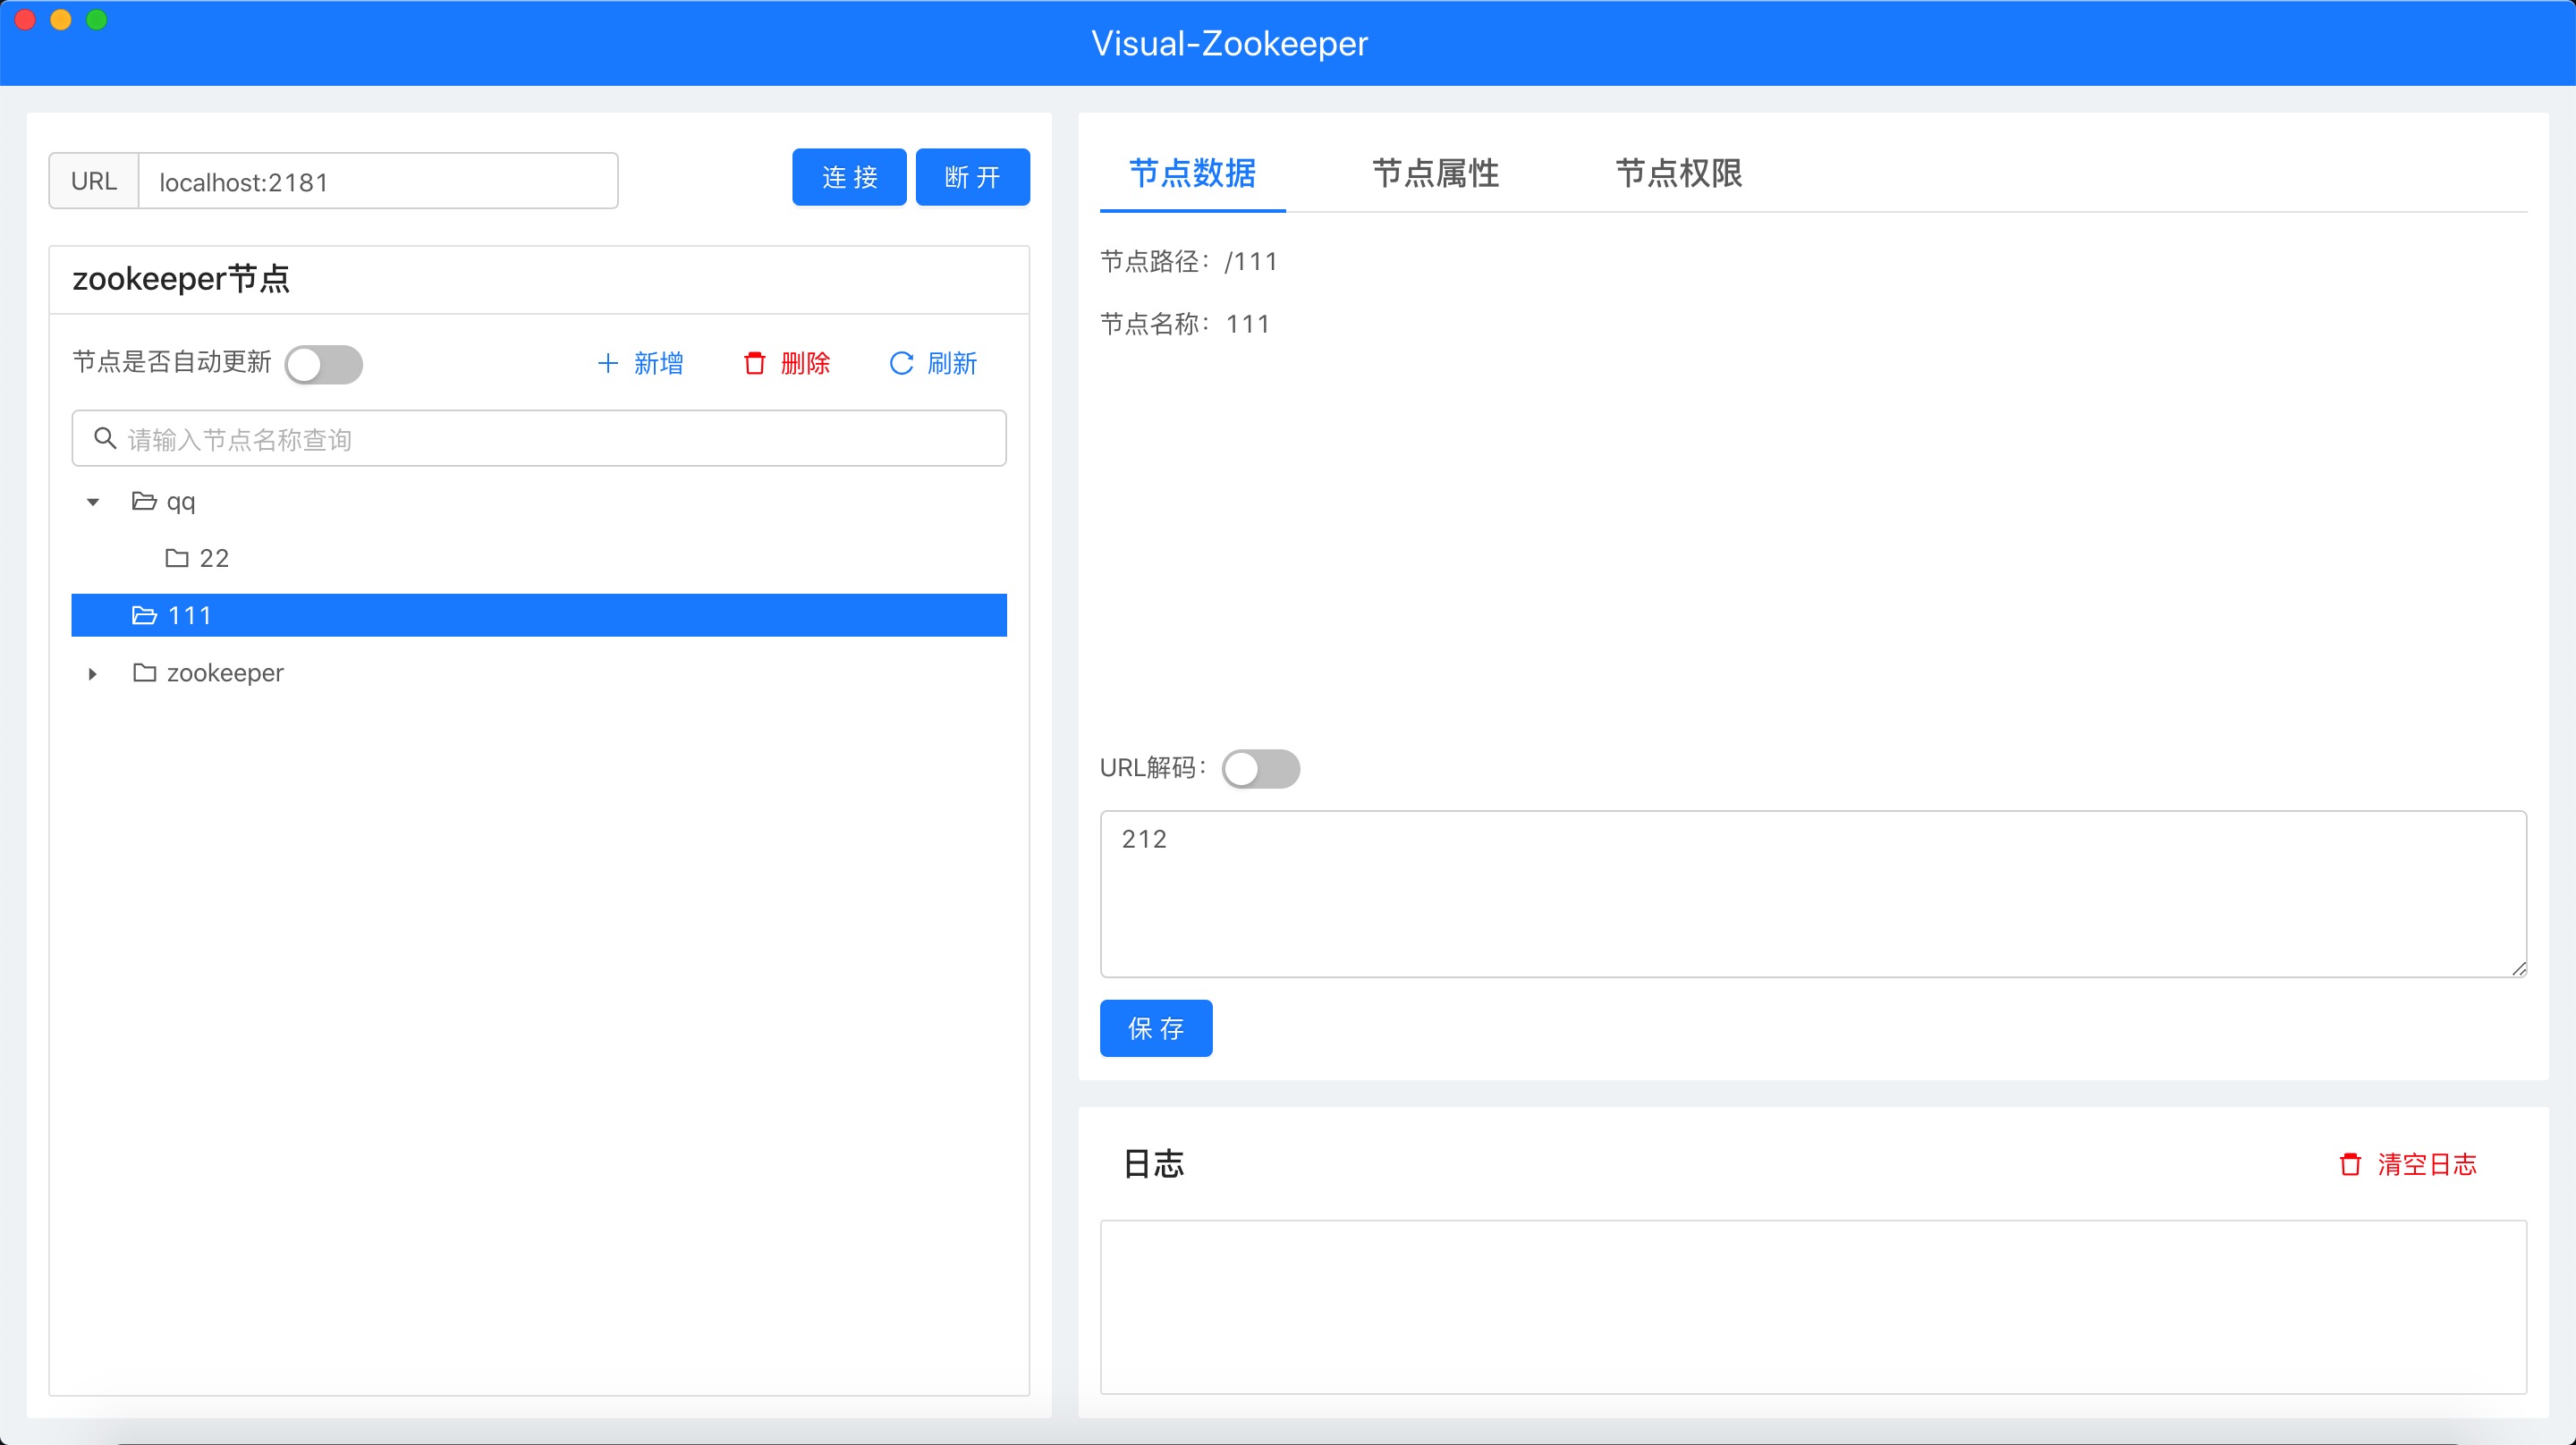 Visual-Zookeeper
URL localhost:2181 连 接 断 开
zookeeper节点
节点是否自动更新 新增 删除 刷新
请输入节点名称查询
qq
22
111
zookeeper
节点数据 节点属性 节点权限
节点路径：/111
节点名称：111
URL解码：
212
保 存
日志 清空日志